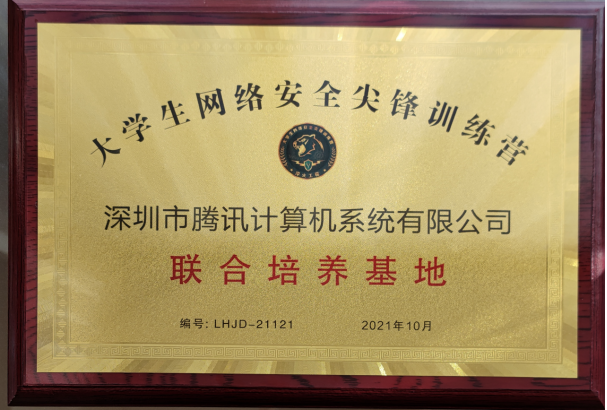 大学生网络安全尖锋训练营
深圳市腾讯计算机系统有限公司
联合培养基地
编号: LHJD-21121 2021年10月